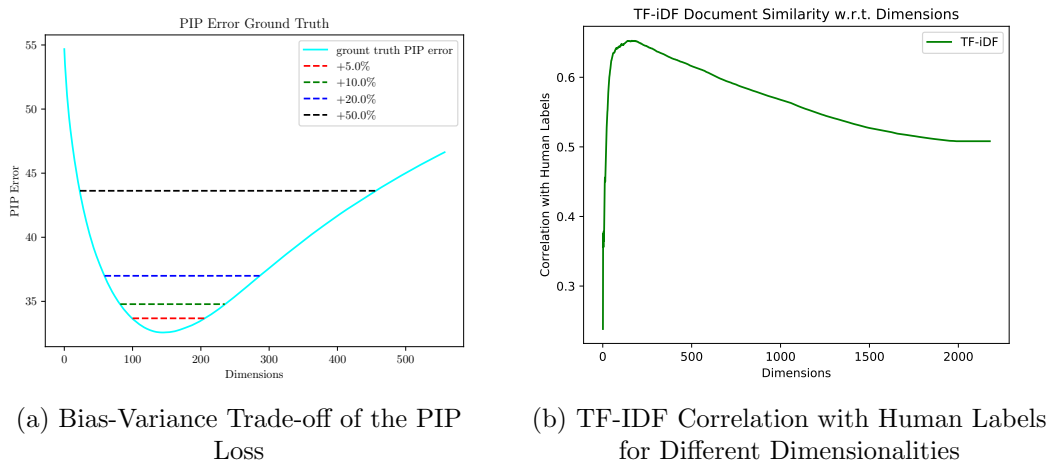 PIP Error Ground Truth
grount truth PIP error
+5.0%
+10.0%
+20.0%
+50.0%
PIP Error
55
50
45
40
35
0
100
200
300
400
500
Dimensions
(a) Bias-Variance Trade-off of the PIP
Loss
TF-iDF Document Similarity w.r.t. Dimensions
TF-iDF
Correlation with Human Labels
0.6
0.5
0.4
0.3
0
500
1000
1500
2000
Dimensions
(b) TF-IDF Correlation with Human Labels
for Different Dimensionalities